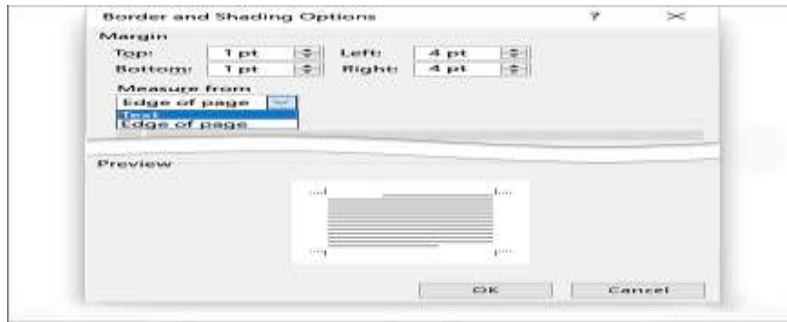 Border and Shading Options ? ×
Margin
Top: 1 pt Left: 4 pt
Bottom: 1 pt Right: 4 pt
Measure from
Edge of page
Text
Edge of page
Preview
OK Cancel